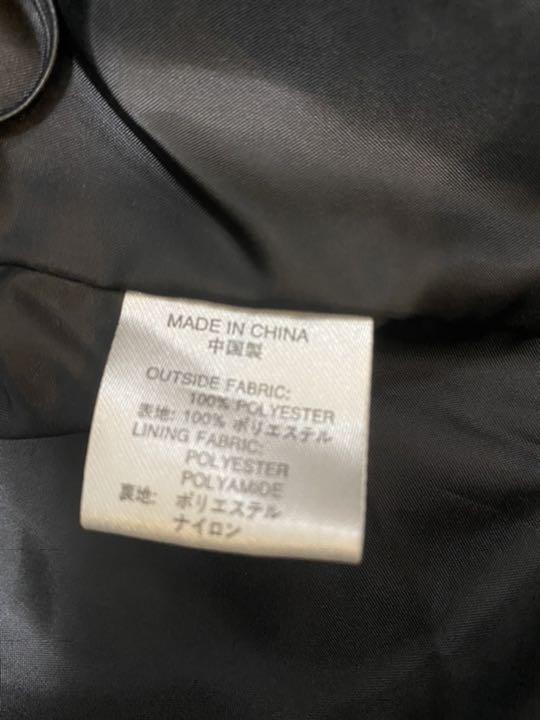 MADE IN CHINA
中国製
OUTSIDE FABRIC:
100% POLYESTER
表地: 100% ポリエステル
LINING FABRIC:
POLYESTER
POLYAMIDE
裏地: ポリエステル
ナイロン